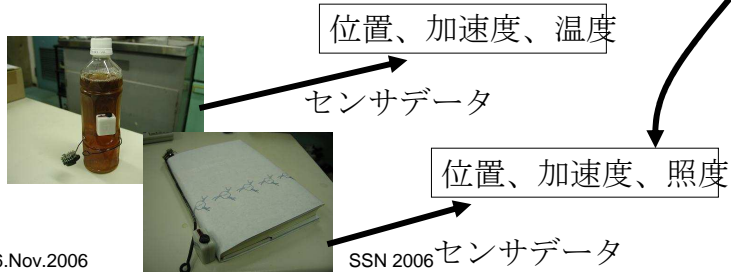 位置、加速度、温度
センサデータ
位置、加速度、照度
6.Nov.2006
SSN 2006
センサデータ